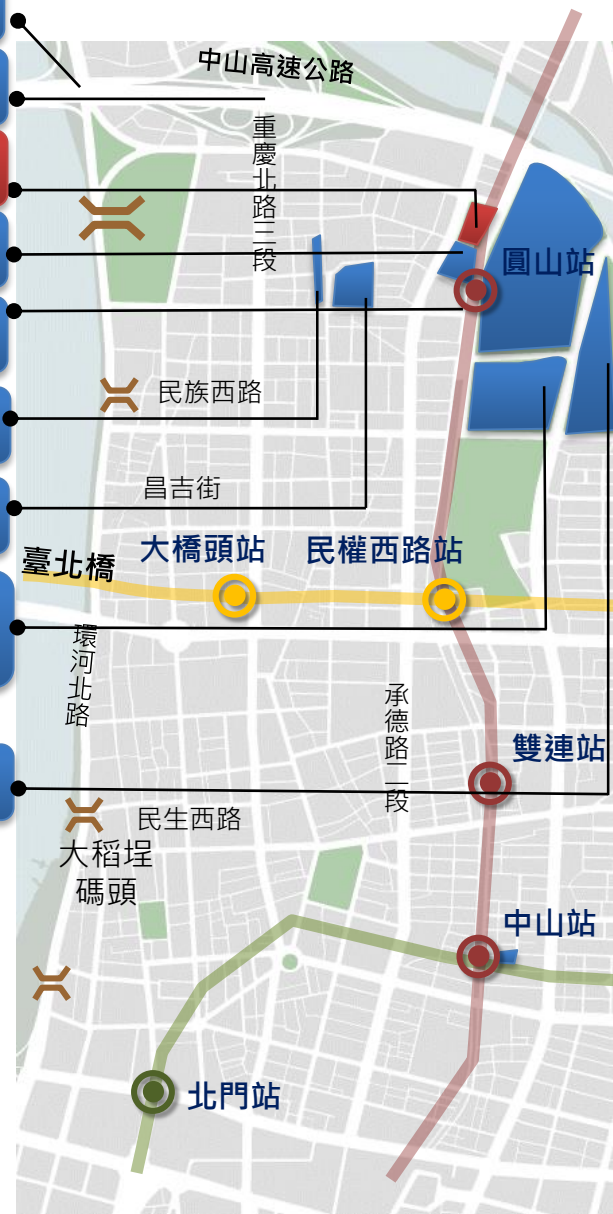 中山高速公路
重慶北路三段
圓山站
民族西路
昌吉街
大橋頭站
民權西路站
臺北橋
環河北路
承德路二段
雙連站
民生西路
大稻埕
碼頭
中山站
北門站